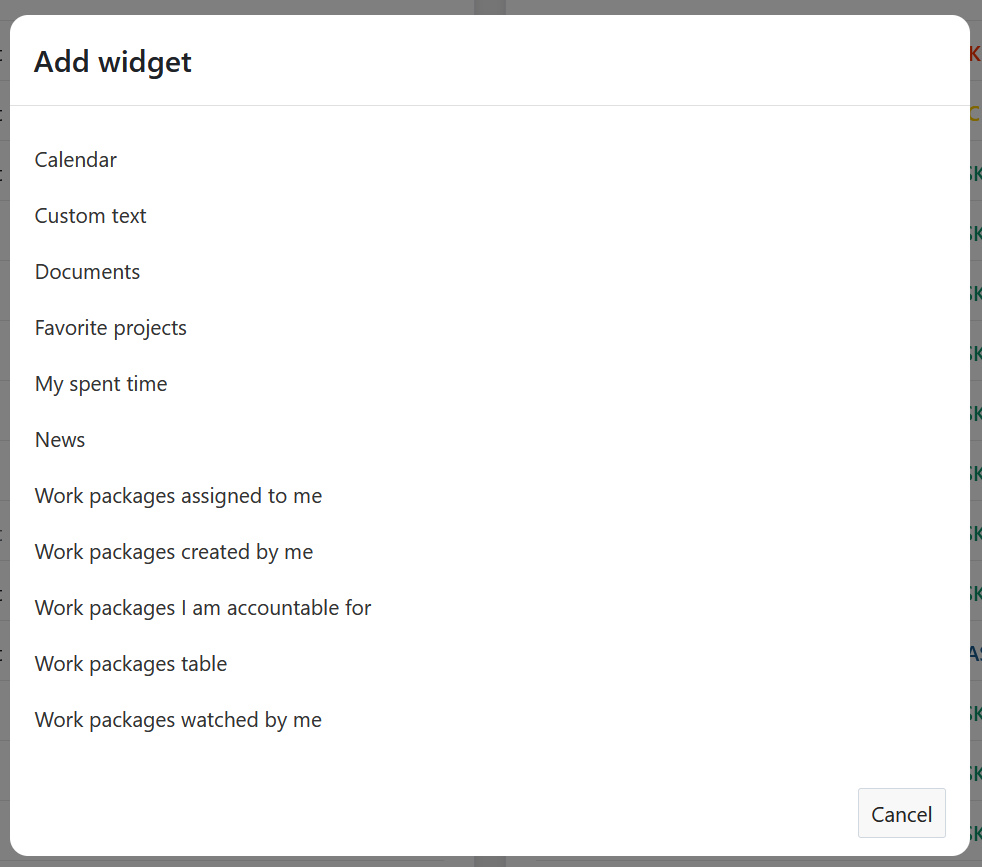 Add widget
Calendar
Custom text
Documents
Favorite projects
My spent time
News
Work packages assigned to me
Work packages created by me
Work packages I am accountable for
Work packages table
Work packages watched by me
Cancel